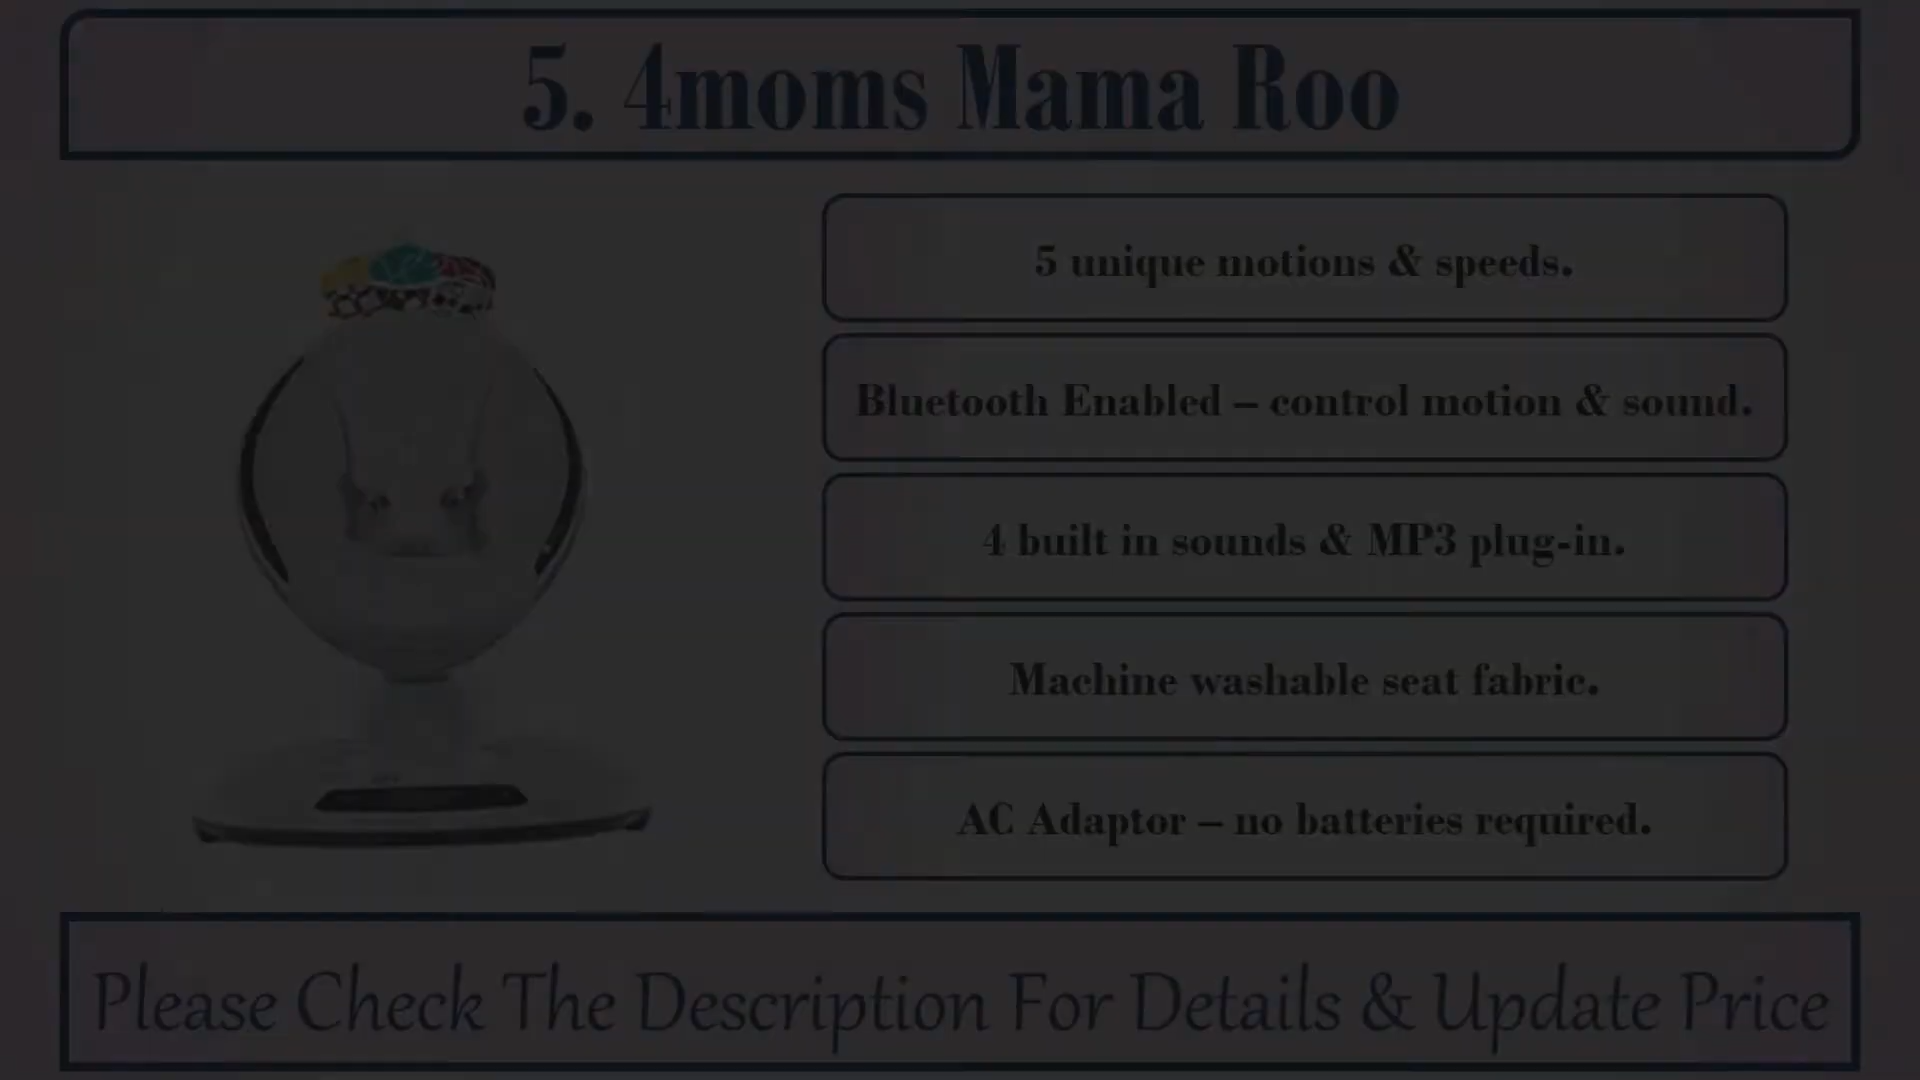 5. 4moms Mama Roo
5 unique motions & speeds.
Bluetooth Enabled – control motion & sound.
4 built in sounds & MP3 plug-in.
Machine washable seat fabric.
AC Adaptor – no batteries required.
Please Check The Description For Details & Update Price